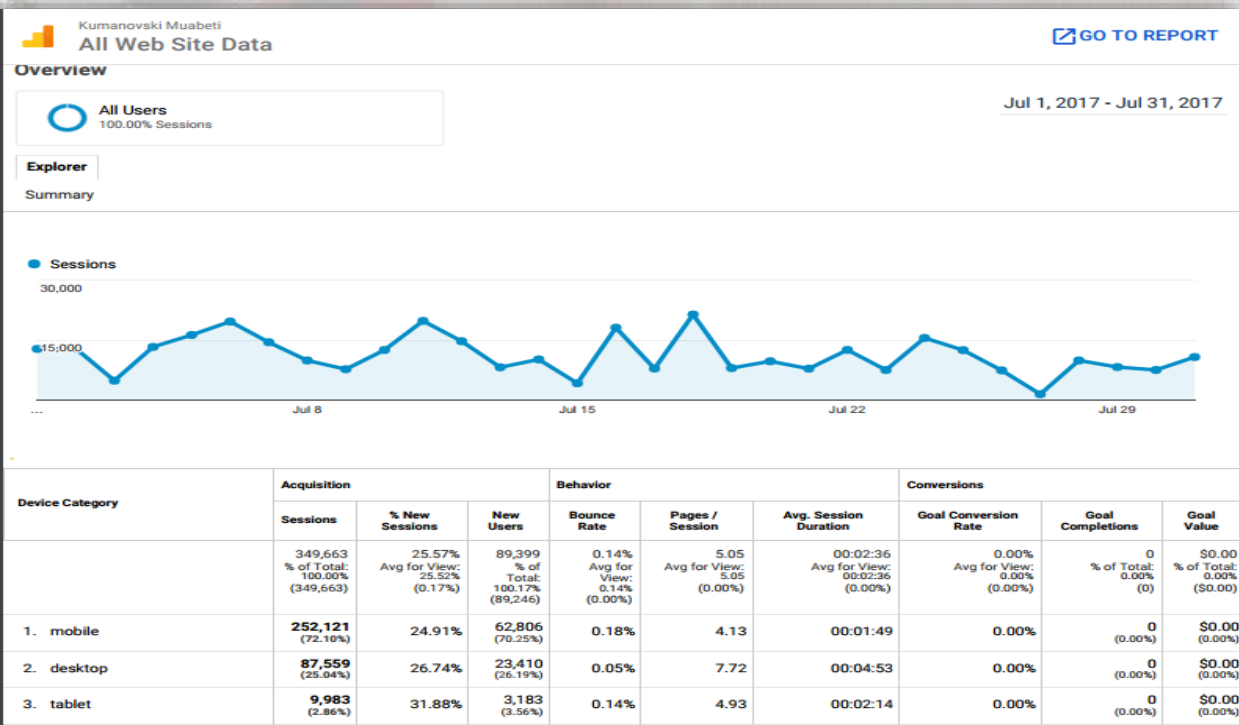 Kumanovski Muabeti
All Web Site Data
GO TO REPORT
Overview
All Users
100.00% Sessions
Jul 1, 2017 - Jul 31, 2017
Explorer
Summary
Sessions
30,000
15,000
...
Jul 8
Jul 15
Jul 22
Jul 29
Device Category
Acquisition
Behavior
Conversions
Sessions
% New
Sessions
New
Users
Bounce
Rate
Pages /
Session
Avg. Session
Duration
Goal Conversion
Rate
Goal
Completions
Goal
Value
349,663
% of Total:
100.00%
(349,663)
25.57%
Avg for View:
25.52%
(0.17%)
89,399
% of
Total:
100.17%
(89,246)
0.14%
Avg for
View:
0.14%
(0.00%)
5.05
Avg for View:
5.05
(0.00%)
00:02:36
Avg for View:
00:02:36
(0.00%)
0.00%
Avg for View:
0.00%
(0.00%)
0
% of Total:
0.00%
(0)
$0.00
% of Total:
0.00%
($0.00)
1. mobile
252,121
(72.10%)
24.91%
62,806
(70.25%)
0.18%
4.13
00:01:49
0.00%
0
(0.00%)
$0.00
(0.00%)
2. desktop
87,559
(25.04%)
26.74%
23,410
(26.19%)
0.05%
7.72
00:04:53
0.00%
0
(0.00%)
$0.00
(0.00%)
3. tablet
9,983
(2.86%)
31.88%
3,183
(3.56%)
0.14%
4.93
00:02:14
0.00%
0
(0.00%)
$0.00
(0.00%)